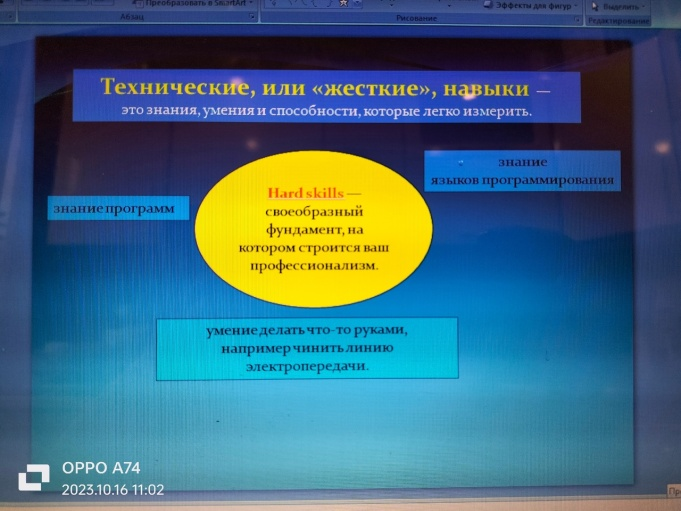 Преобразовать в SmartArt
Эффекты для фигур
Выделить
Абзац
Рисование
Редактирование
Технические, или «жесткие», навыки —
это знания, умения и способности, которые легко измерить.
знание
языков программирования
Hard skills —
своеобразный
фундамент, на
котором строится ваш
профессионализм.
знание программ
умение делать что-то руками,
например чинить линию
электропередачи.
OPPO A74
2023.10.16 11:02